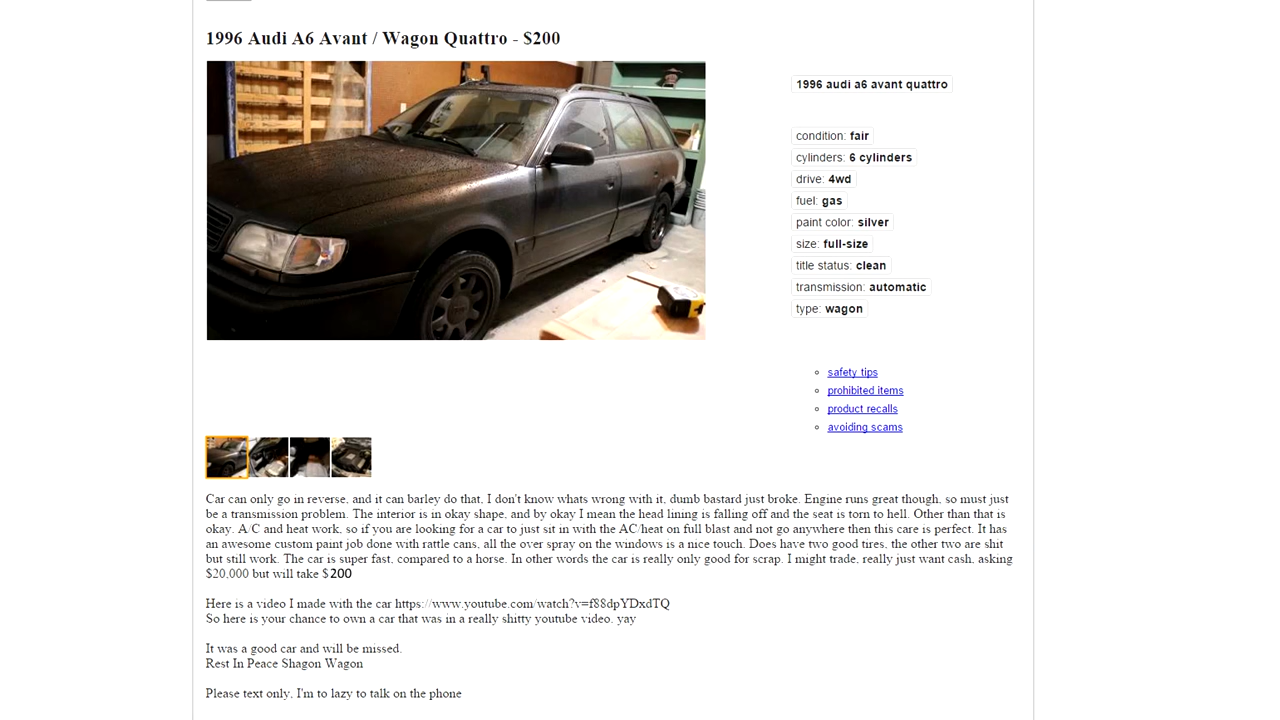 1996 Audi A6 Avant / Wagon Quattro - $200
1996 audi a6 avant quattro
condition: fair
cylinders: 6 cylinders
drive: 4wd
fuel: gas
paint color: silver
size: full-size
title status: clean
transmission: automatic
type: wagon
safety tips
prohibited items
product recalls
avoiding scams
Car can only go in reverse, and it can barley do that, I don't know whats wrong with it, dumb bastard just broke. Engine runs great though, so must just
be a transmission problem. The interior is in okay shape, and by okay I mean the head lining is falling off and the seat is torn to hell. Other than that is
okay. A/C and heat work, so if you are looking for a car to just sit in with the AC/heat on full blast and not go anywhere then this care is perfect. It has
an awesome custom paint job done with rattle cans, all the over spray on the windows is a nice touch. Does have two good tires, the other two are shit
but still work. The car is super fast, compared to a horse. In other words the car is really only good for scrap. I might trade, really just want cash, asking
$20,000 but will take $200
Here is a video I made with the car https://www.youtube.com/watch?v=f88dpYDxdTQ
So here is your chance to own a car that was in a really shitty youtube video. yay
It was a good car and will be missed.
Rest In Peace Shagon Wagon
Please text only, I'm to lazy to talk on the phone